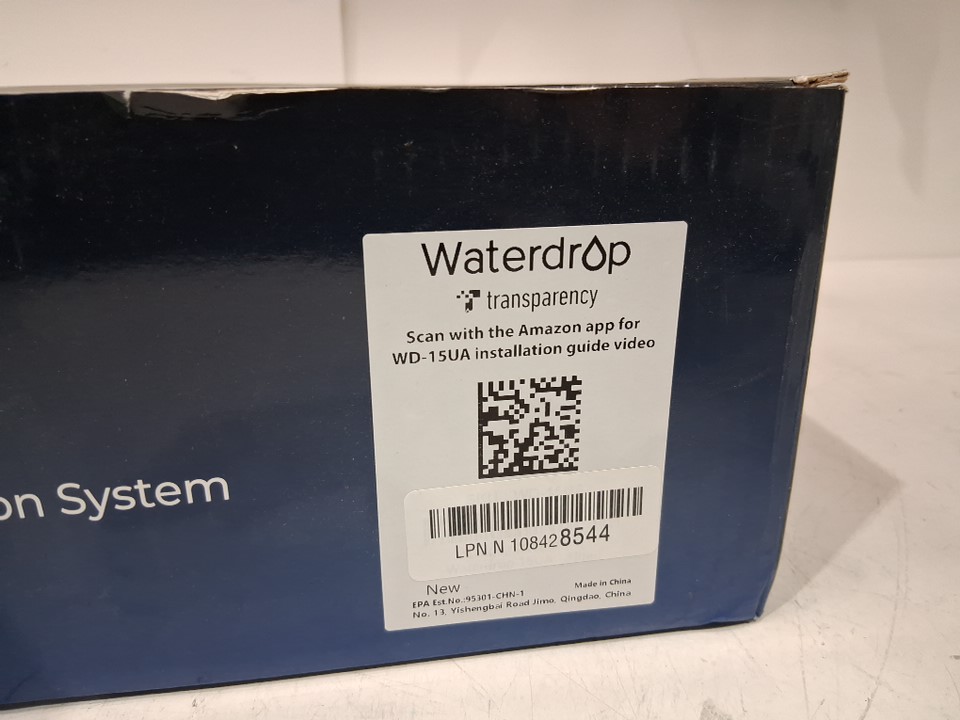 Waterdrop
transparency
Scan with the Amazon app for
WD-15UA installation guide video
on System
LPN N 108428544
New
Made in China
EPA Est.No.:95301-CHN-1
No. 13, Yishengbai Road Jimo, Qingdao, China